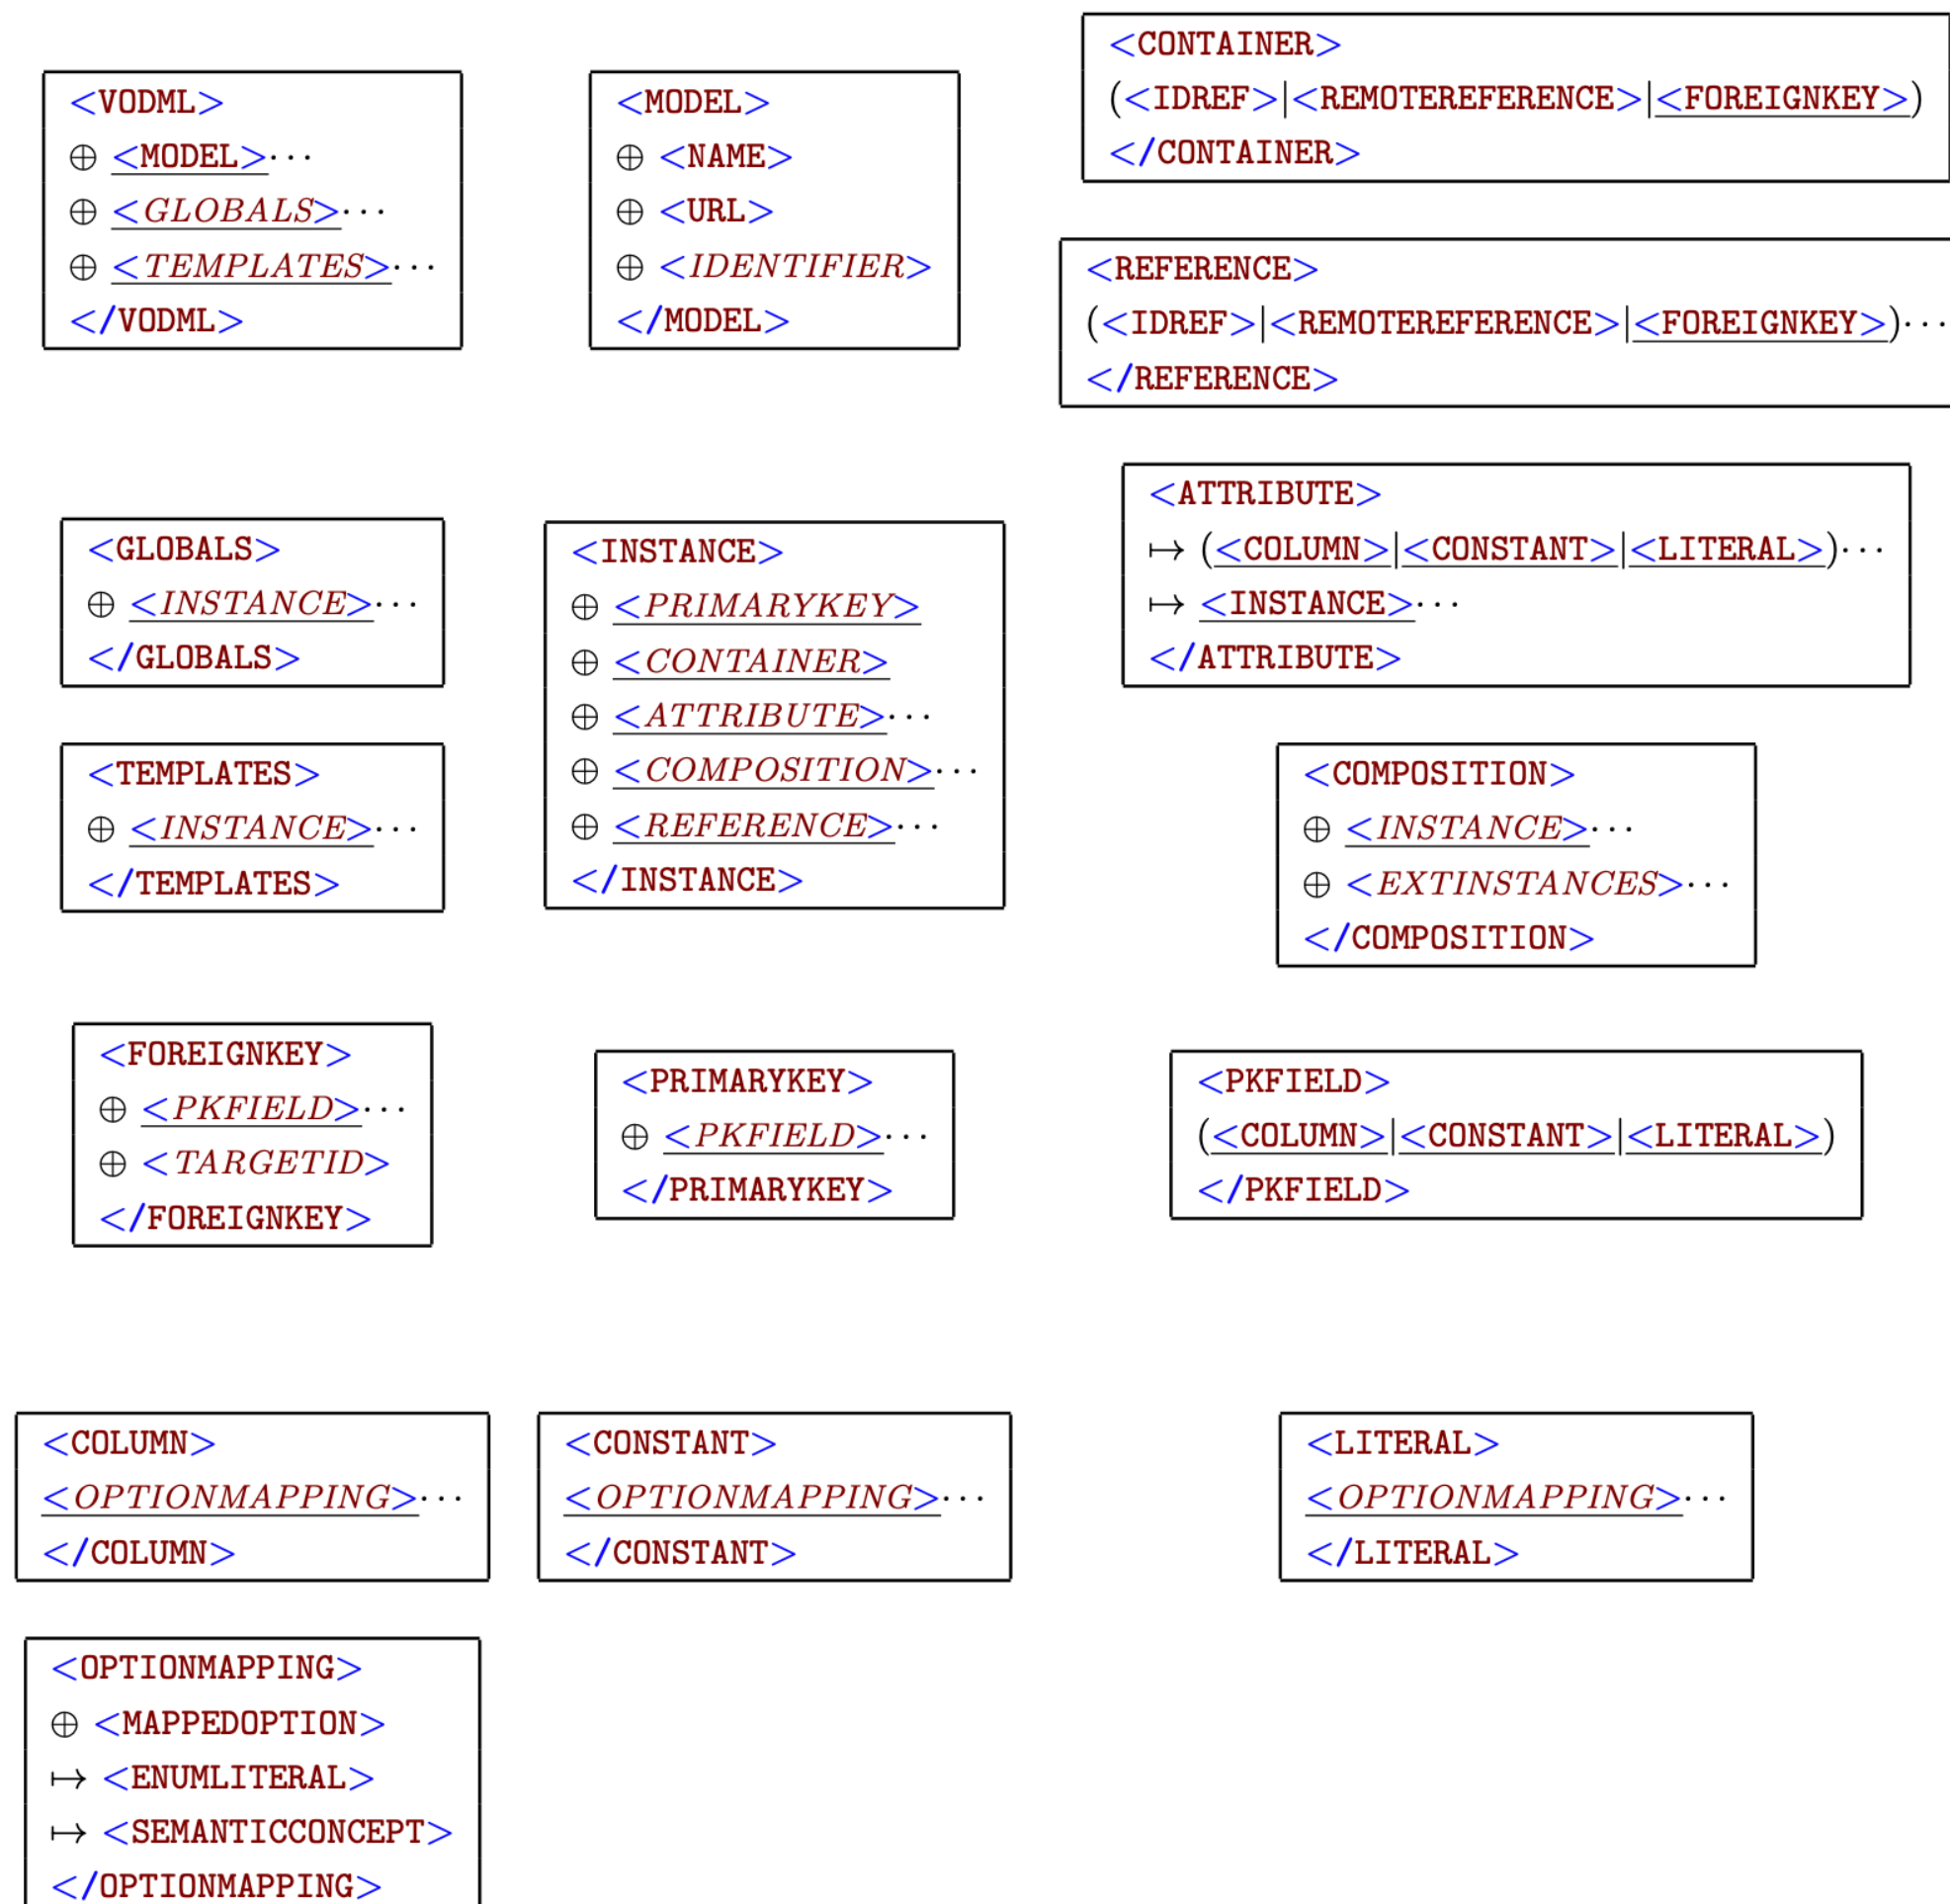 <VODML>
⊕ <MODEL>···
⊕ <GLOBALS>···
⊕ <TEMPLATES>···
</VODML>
<MODEL>
⊕ <NAME>
⊕ <URL>
⊕ <IDENTIFIER>
</MODEL>
<CONTAINER>
(<IDREF>|<REMOTEREFERENCE>|<FOREIGNKEY>)
</CONTAINER>
<REFERENCE>
(<IDREF>|<REMOTEREFERENCE>|<FOREIGNKEY>)···
</REFERENCE>
<GLOBALS>
⊕ <INSTANCE>···
</GLOBALS>
<TEMPLATES>
⊕ <INSTANCE>···
</TEMPLATES>
<INSTANCE>
⊕ <PRIMARYKEY>
⊕ <CONTAINER>
⊕ <ATTRIBUTE>···
⊕ <COMPOSITION>···
⊕ <REFERENCE>···
</INSTANCE>
<ATTRIBUTE>
↦ (<COLUMN>|<CONSTANT>|<LITERAL>)···
↦ <INSTANCE>···
</ATTRIBUTE>
<COMPOSITION>
⊕ <INSTANCE>···
⊕ <EXTINSTANCES>···
</COMPOSITION>
<FOREIGNKEY>
⊕ <PKFIELD>···
⊕ <TARGETID>
</FOREIGNKEY>
<PRIMARYKEY>
⊕ <PKFIELD>···
</PRIMARYKEY>
<PKFIELD>
(<COLUMN>|<CONSTANT>|<LITERAL>)
</PKFIELD>
<COLUMN>
<OPTIONMAPPING>···
</COLUMN>
<CONSTANT>
<OPTIONMAPPING>···
</CONSTANT>
<LITERAL>
<OPTIONMAPPING>···
</LITERAL>
<OPTIONMAPPING>
⊕ <MAPPEDOPTION>
↦ <ENUMLITERAL>
↦ <SEMANTICCONCEPT>
</OPTIONMAPPING>